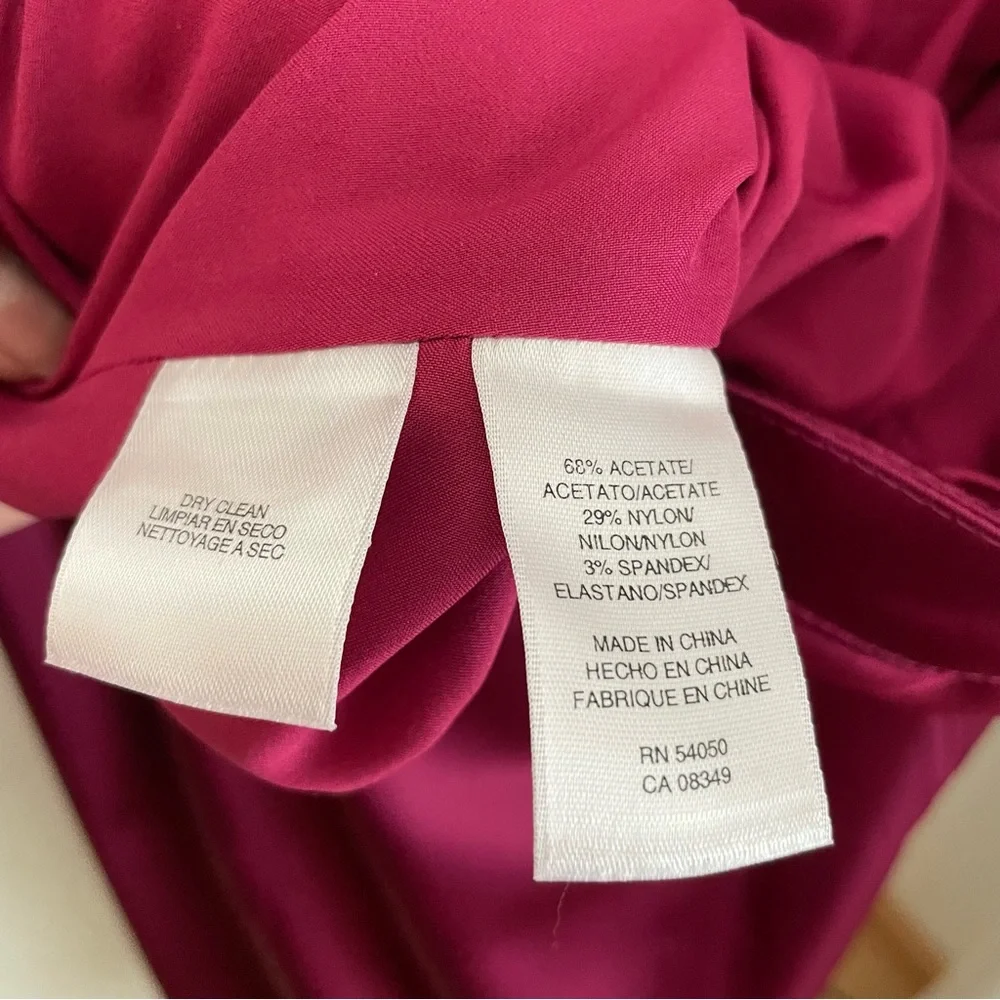 DRY CLEAN
LIMPIAR EN SECO
NETTOYAGE A SEC
68% ACETATE/
ACETATO/ACETATE
29% NYLON/
NILON/NYLON
3% SPANDEX/
ELASTANO/SPANDEX
MADE IN CHINA
HECHO EN CHINA
FABRIQUE EN CHINE
RN 54050
CA 08349